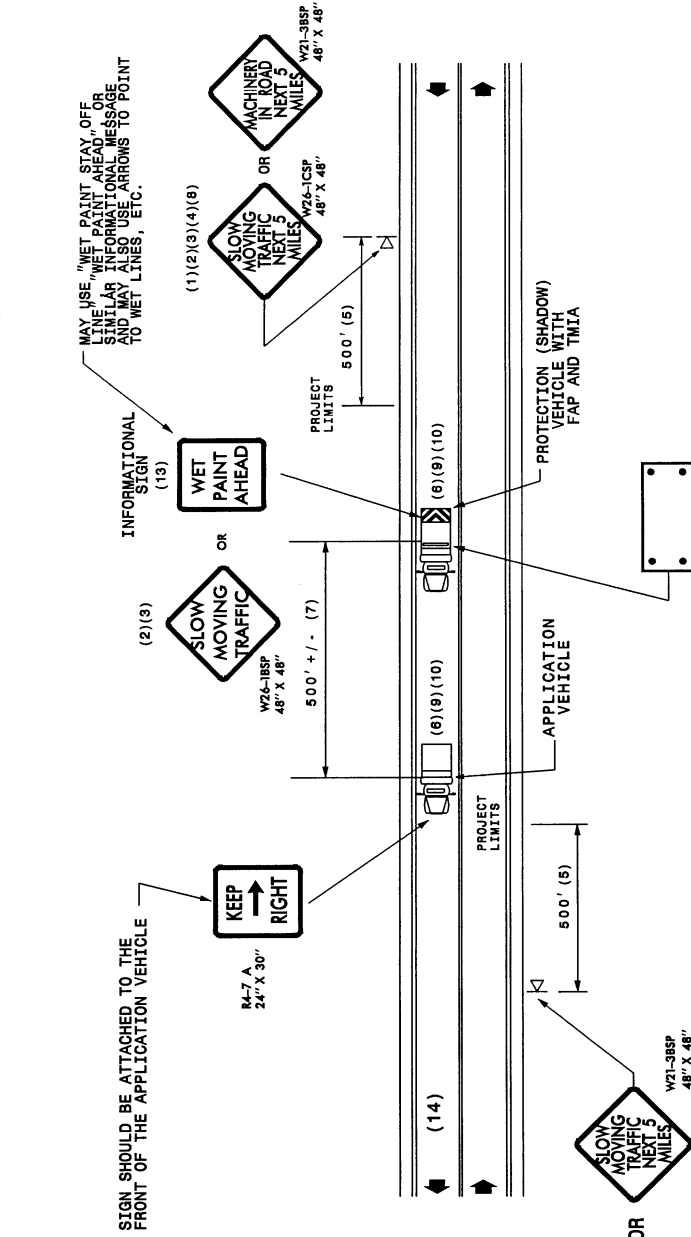 MAY USE "WET PAINT STAY OFF
LINE", "WET PAINT AHEAD", OR
SIMILAR INFORMATIONAL MESSAGE
AND MAY ALSO USE ARROWS TO POINT
TO WET LINES, ETC.
MACHINERY
IN ROAD
NEXT 5
MILES
W21-3BSP
48" X 48"
OR
(1)(2)(3)(4)(8)
SLOW
MOVING
TRAFFIC
NEXT 5
MILES
W26-1CSP
48" X 48"
500' (5)
PROJECT
LIMITS
INFORMATIONAL
SIGN
(13)
WET
PAINT
AHEAD
OR
(2)(3)
SLOW
MOVING
TRAFFIC
W26-1BSP
48" X 48"
500' +/- (7)
(6)(9)(10)
PROTECTION (SHADOW)
VEHICLE WITH
FAP AND TMIA
(6)(9)(10)
APPLICATION
VEHICLE
SIGN SHOULD BE ATTACHED TO THE
FRONT OF THE APPLICATION VEHICLE
KEEP
RIGHT
R4-7 A
24" X 30"
PROJECT
LIMITS
500' (5)
(14)
SLOW
MOVING
TRAFFIC
NEXT 5
MILES
W21-3BSP
48" X 48"
OR